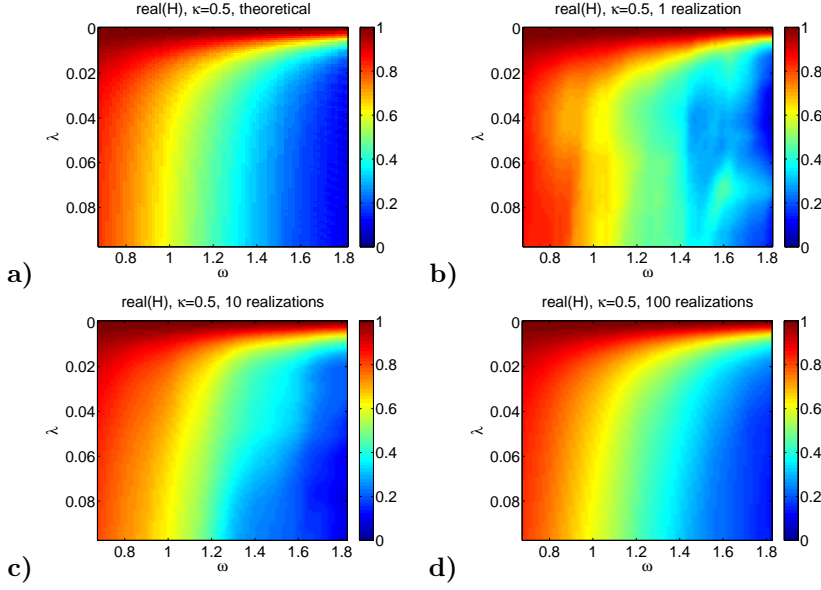 real(H), κ=0.5, theoretical
0
0.02
0.04
0.06
0.08
λ
0.8 1 1.2 1.4 1.6 1.8
ω
1
0.8
0.6
0.4
0.2
0
a)
real(H), κ=0.5, 1 realization
0
0.02
0.04
0.06
0.08
λ
0.8 1 1.2 1.4 1.6 1.8
ω
1
0.8
0.6
0.4
0.2
0
b)
real(H), κ=0.5, 10 realizations
0
0.02
0.04
0.06
0.08
λ
0.8 1 1.2 1.4 1.6 1.8
ω
1
0.8
0.6
0.4
0.2
0
c)
real(H), κ=0.5, 100 realizations
0
0.02
0.04
0.06
0.08
λ
0.8 1 1.2 1.4 1.6 1.8
ω
1
0.8
0.6
0.4
0.2
0
d)